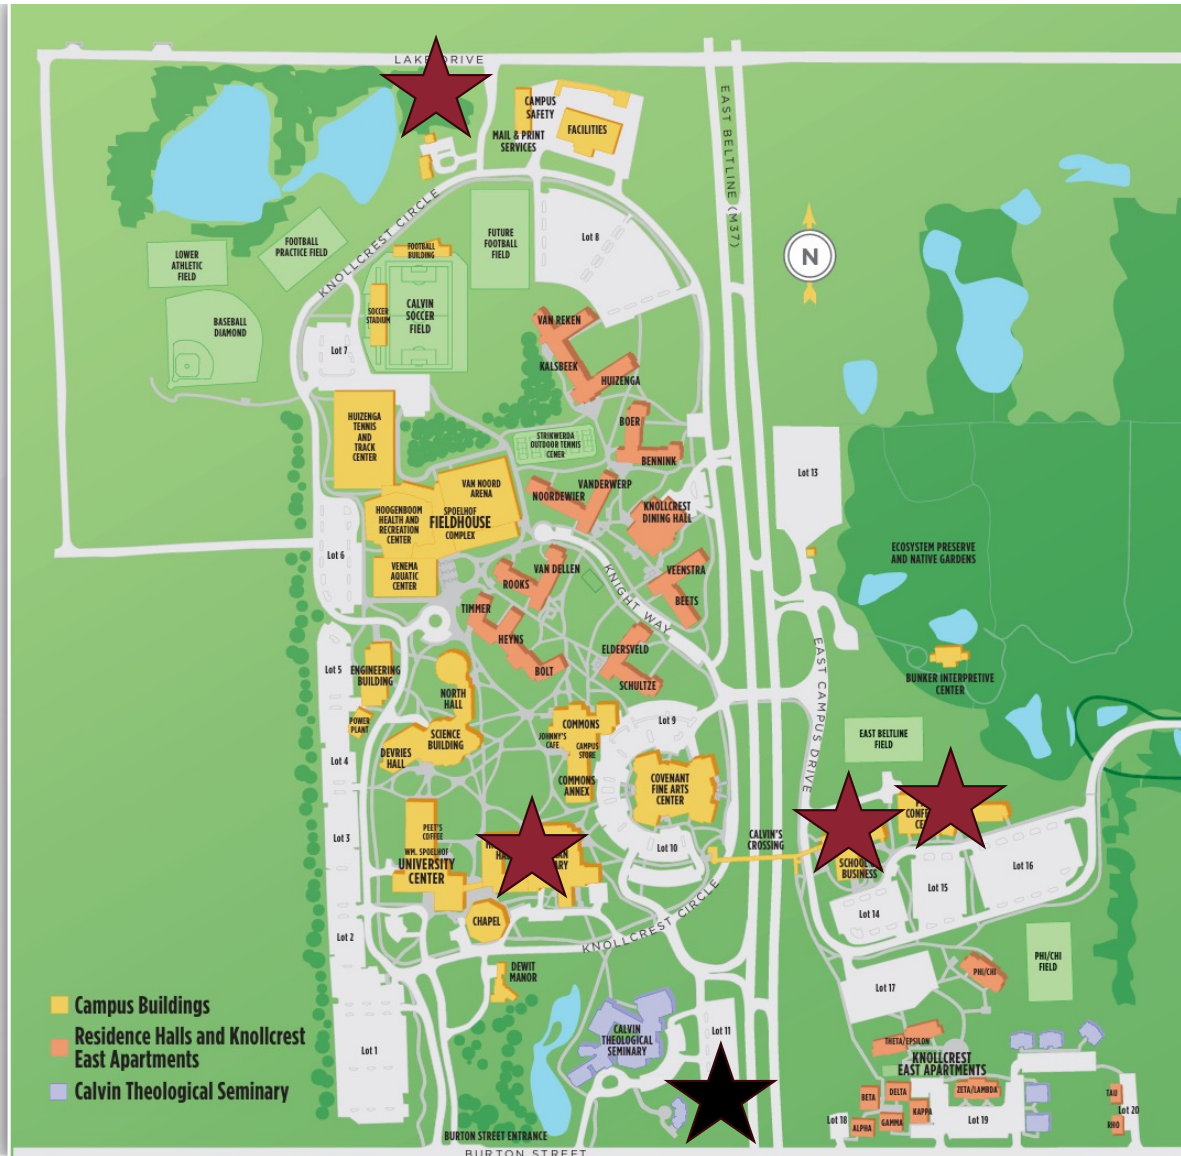 LAKE DRIVE
EAST BELTLINE (M37)
CAMPUS
SAFETY
MAIL & PRINT
SERVICES
FACILITIES
KNOLLCREST CIRCLE
LOWER
ATHLETIC
FIELD
FOOTBALL
PRACTICE FIELD
FOOTBALL
BUILDING
FUTURE
FOOTBALL
FIELD
Lot 8
N
BASEBALL
DIAMOND
SOCCER
STADIUM
CALVIN
SOCCER
FIELD
Lot 7
VAN REKEN
KALSBEEK
HUIZENGA
HUIZENGA
TENNIS
AND
TRACK
CENTER
BOER
BENNINK
STRIKWERDA
OUTDOOR TENNIS
CENER
VAN NOORD
ARENA
HOOGENBOOM
HEALTH AND
RECREATION
CENTER
SPOELHOF
FIELDHOUSE
COMPLEX
VANDERWERP
NOORDEWIER
KNOLLCREST
DINING HALL
Lot 13
ECOSYSTEM PRESERVE
AND NATIVE GARDENS
Lot 6
VENEMA
AQUATIC
CENTER
VAN DELLEN
ROOKS
KNIGHT WAY
VEENSTRA
BEETS
TIMMER
HEYNS
BOLT
ELDERSVELD
SCHULTZE
EAST CAMPUS DRIVE
BUNKER INTERPRETIVE
CENTER
Lot 5
ENGINEERING
BUILDING
NORTH
HALL
POWER
PLANT
SCIENCE
BUILDING
DEVRIES
HALL
COMMONS
JOHNNY'S
CAFE
CAMPUS
STORE
COMMONS
ANNEX
Lot 9
COVENANT
FINE ARTS
CENTER
EAST BELTLINE
FIELD
Lot 4
Lot 3
PEET'S
COFFEE
WM. SPOELHOF
UNIVERSITY
CENTER
Lot 10
CALVIN'S
CROSSING
SCHOOL
BUSINESS
Lot 16
Lot 15
Lot 14
CHAPEL
KNOLLCREST CIRCLE
Lot 2
DEWIT
MANOR
PHI/CHI
PHI/CHI
FIELD
Lot 17
Campus Buildings
Residence Halls and Knollcrest
East Apartments
Calvin Theological Seminary
Lot 1
CALVIN
THEOLOGICAL
SEMINARY
Lot 11
THETA/EPSILON
KNOLLCREST
EAST APARTMENTS
BETA
DELTA
ZETA/LAMBDA
KAPPA
GAMMA
ALPHA
Lot 18
Lot 19
TAU
Lot 20
RHO
BURTON STREET ENTRANCE
BURTON STREET